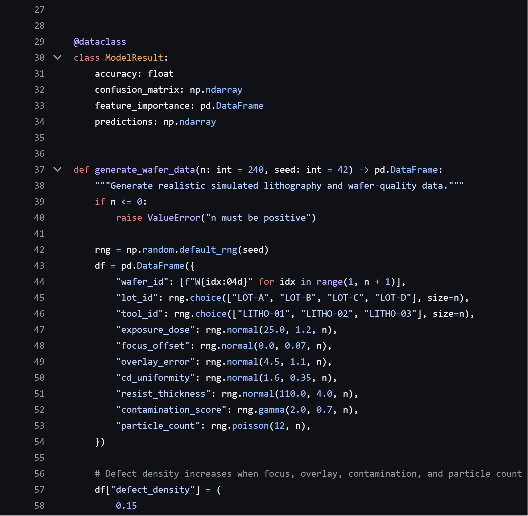 27
28
29 @dataclass
30 class ModelResult:
31     accuracy: float
32     confusion_matrix: np.ndarray
33     feature_importance: pd.DataFrame
34     predictions: np.ndarray
35
36
37 def generate_wafer_data(n: int = 240, seed: int = 42) -> pd.DataFrame:
38     """Generate realistic simulated lithography and wafer-quality data."""
39     if n <= 0:
40         raise ValueError("n must be positive")
41
42     rng = np.random.default_rng(seed)
43     df = pd.DataFrame({
44         "wafer_id": [f"W{idx:04d}" for idx in range(1, n + 1)],
45         "lot_id": rng.choice(["LOT-A", "LOT-B", "LOT-C", "LOT-D"], size=n),
46         "tool_id": rng.choice(["LITHO-01", "LITHO-02", "LITHO-03"], size=n),
47         "exposure_dose": rng.normal(25.0, 1.2, n),
48         "focus_offset": rng.normal(0.0, 0.07, n),
49         "overlay_error": rng.normal(4.5, 1.1, n),
50         "cd_uniformity": rng.normal(1.6, 0.35, n),
51         "resist_thickness": rng.normal(110.0, 4.0, n),
52         "contamination_score": rng.gamma(2.0, 0.7, n),
53         "particle_count": rng.poisson(12, n),
54     })
55
56     # Defect density increases when focus, overlay, contamination, and particle count
57     df["defect_density"] = (
58         0.15